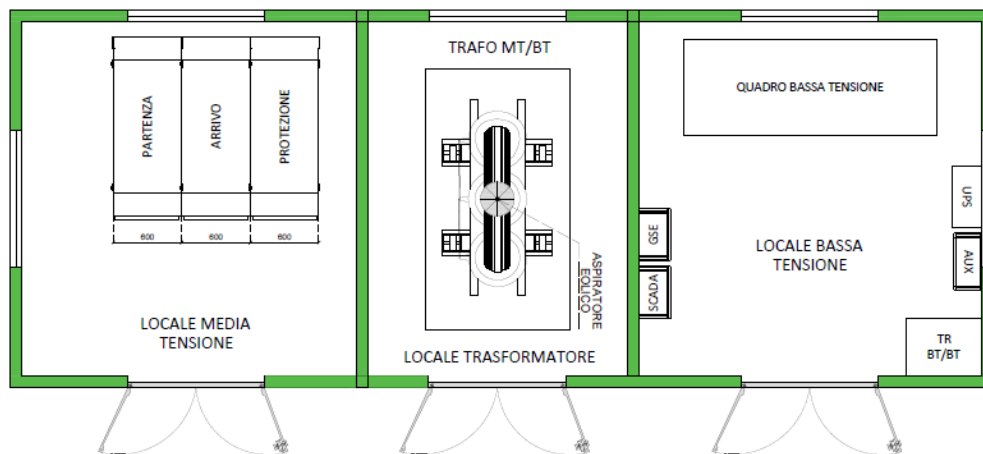 PARTENZA
ARRIVO
PROTEZIONE
600
600
600
LOCALE MEDIA
TENSIONE
TRAFO MT/BT
ASPIRATORE
EOLICO
LOCALE TRASFORMATORE
QUADRO BASSA TENSIONE
GSE
SCADA
LOCALE BASSA
TENSIONE
UPS
AUX
TR
BT/BT